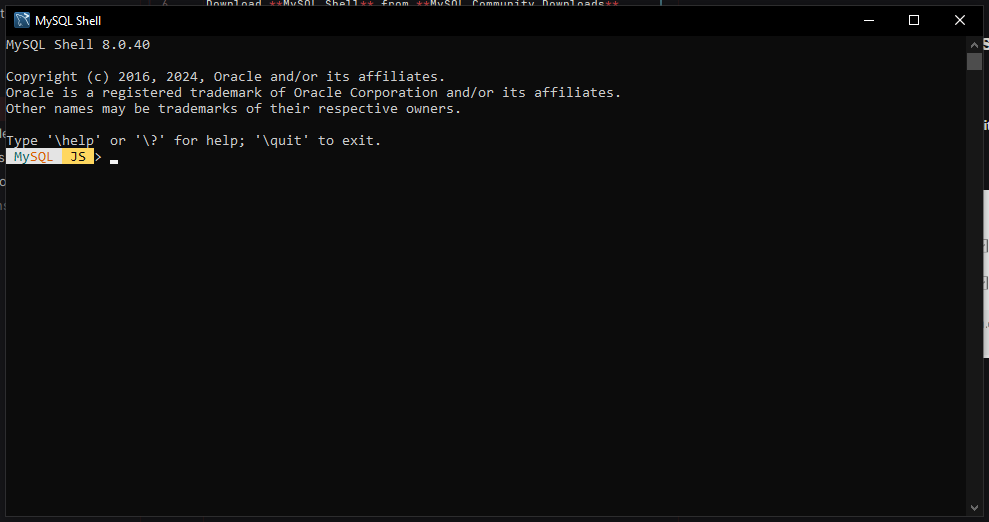 6 Download **MySQL Shell** from **MySQL Community Downloads**
MySQL Shell
MySQL Shell 8.0.40
Copyright (c) 2016, 2024, Oracle and/or its affiliates.
Oracle is a registered trademark of Oracle Corporation and/or its affiliates.
Other names may be trademarks of their respective owners.
Type '\help' or '\?' for help; '\quit' to exit.
MySQL JS >